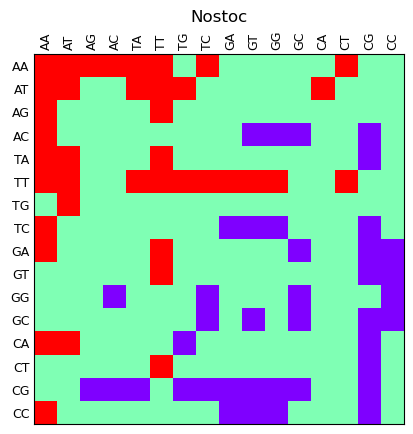 Nostoc
AA AT AG AC TA TT TG TC GA GT GG GC CA CT CG CC
AA
AT
AG
AC
TA
TT
TG
TC
GA
GT
GG
GC
CA
CT
CG
CC